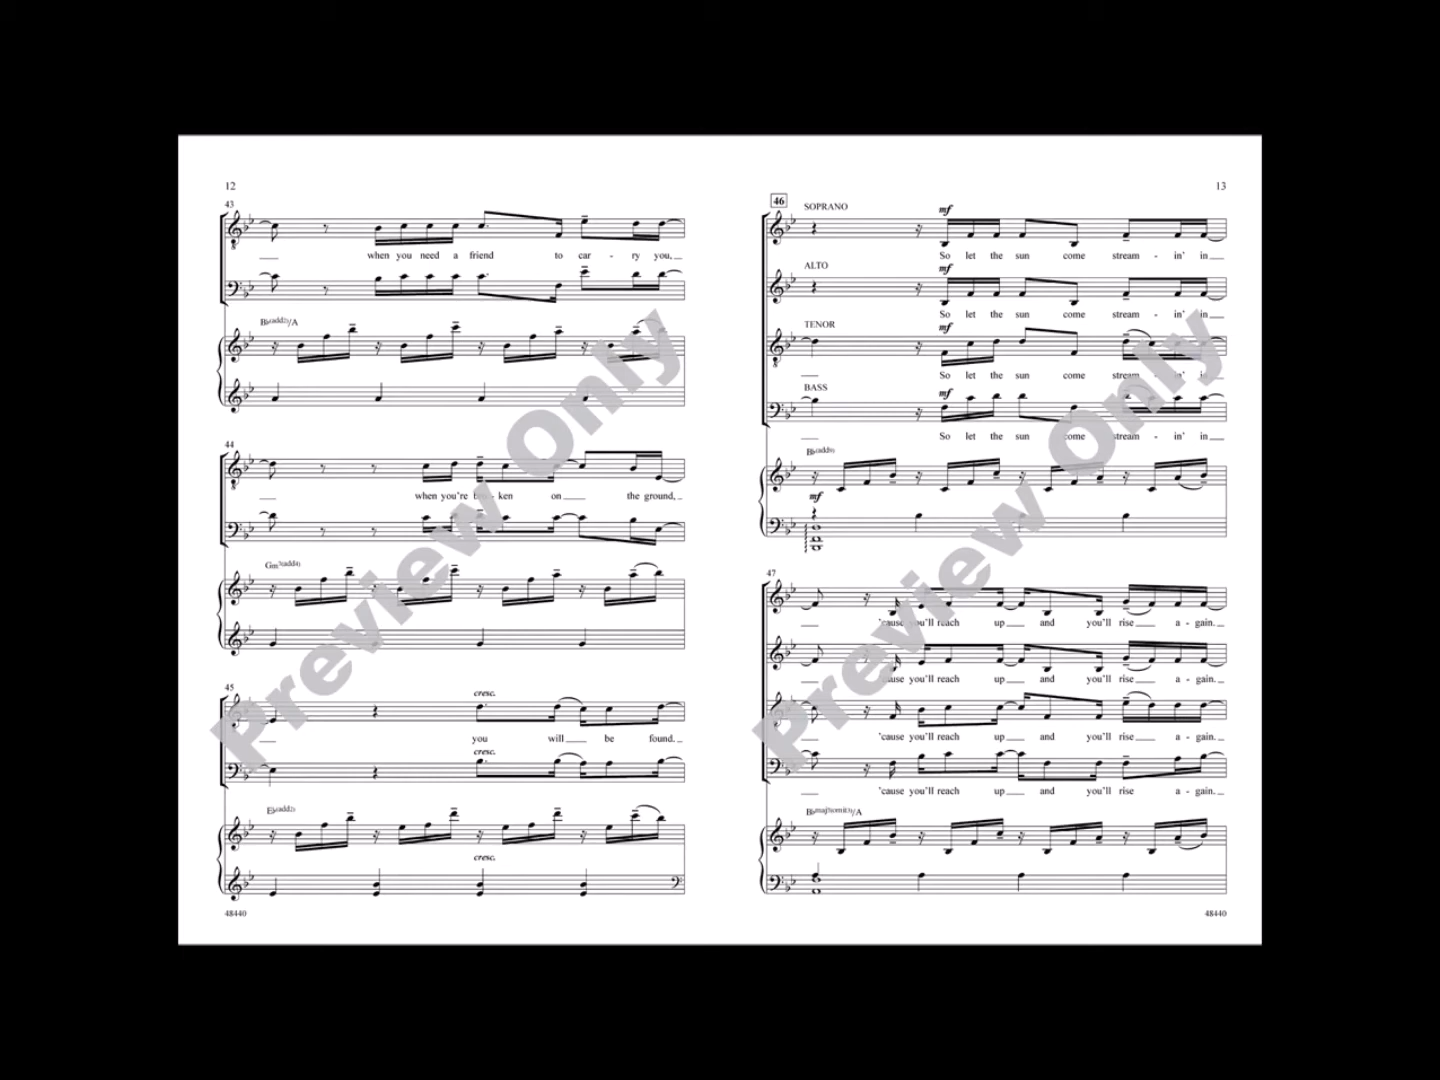 12
43
when you need a friend to car - ry you,
B♭(add2)/A
44
when you're bro - ken on the ground,
Gm7(add4)
45
cresc.
you will be found.
cresc.
E♭(add2)
cresc.
48440
13
46
SOPRANO
mf
So let the sun come stream - in' in
ALTO
mf
So let the sun come stream - in' in
TENOR
mf
So let the sun come stream - in' in
BASS
mf
So let the sun come stream - in' in
B♭(add9)
mf
47
'cause you'll reach up and you'll rise a - gain.
'cause you'll reach up and you'll rise a - gain.
'cause you'll reach up and you'll rise a - gain.
'cause you'll reach up and you'll rise a - gain.
B♭maj7(omit3)/A
48440
Preview Only
Preview Only